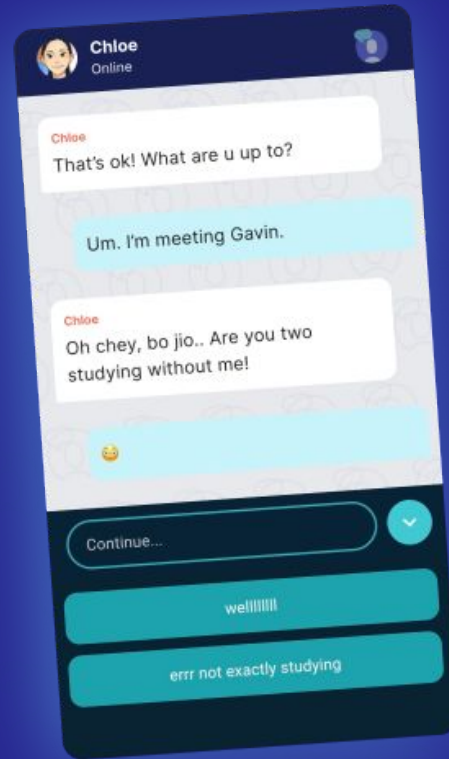 Chloe
Online
Chloe
That's ok! What are u up to?
Um. I'm meeting Gavin.
Chloe
Oh chey, bo jio.. Are you two
studying without me!
😅
Continue...
wellllllll
errr not exactly studying